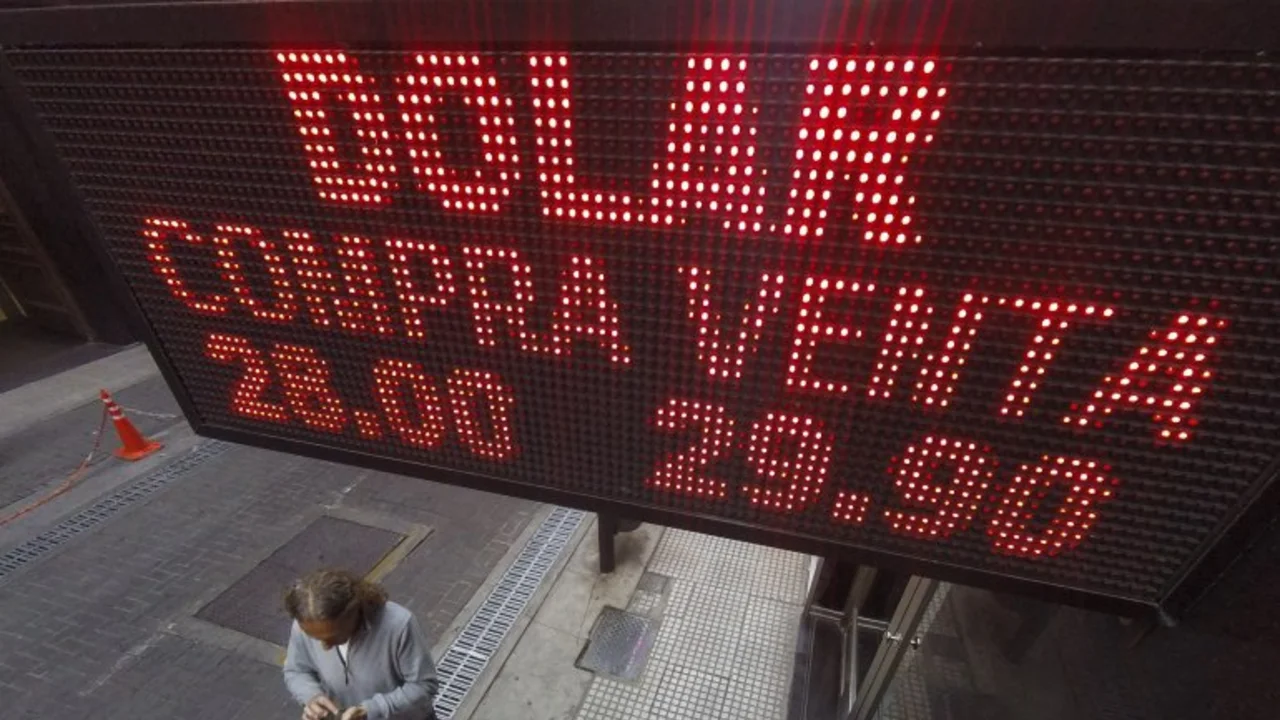 DOLAR
COMPRA VENTA
28.00 29.90